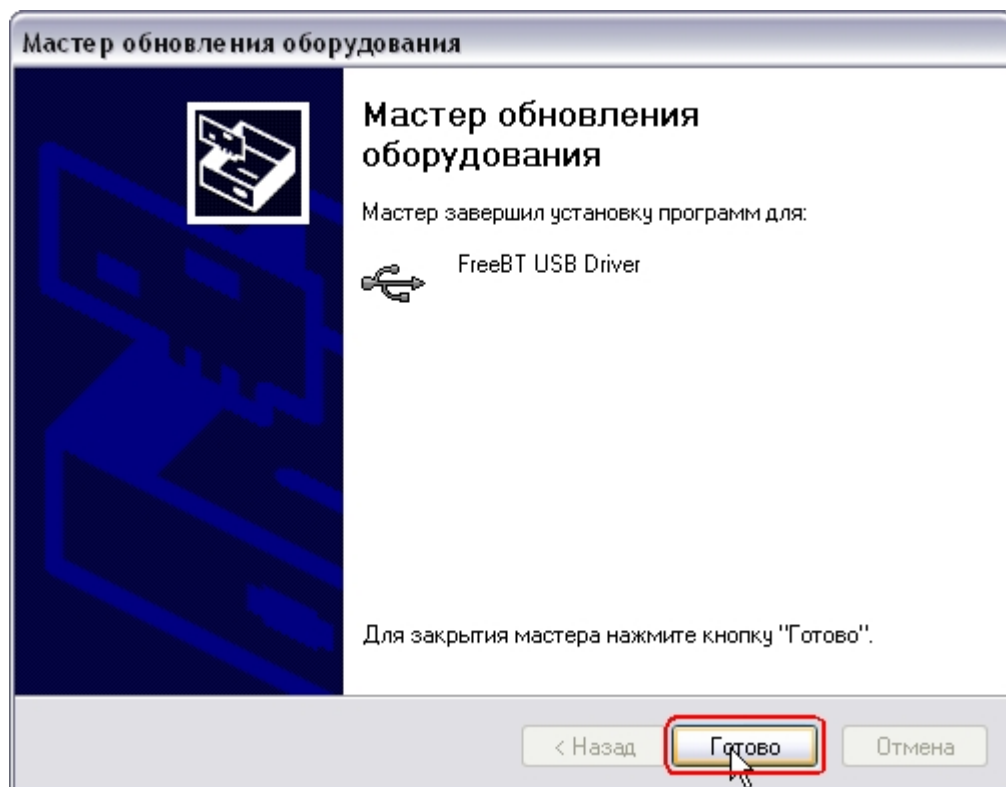 Мастер обновления оборудования
Мастер обновления
оборудования
Мастер завершил установку программ для:
FreeBT USB Driver
Для закрытия мастера нажмите кнопку "Готово".
< Назад
Готово
Отмена